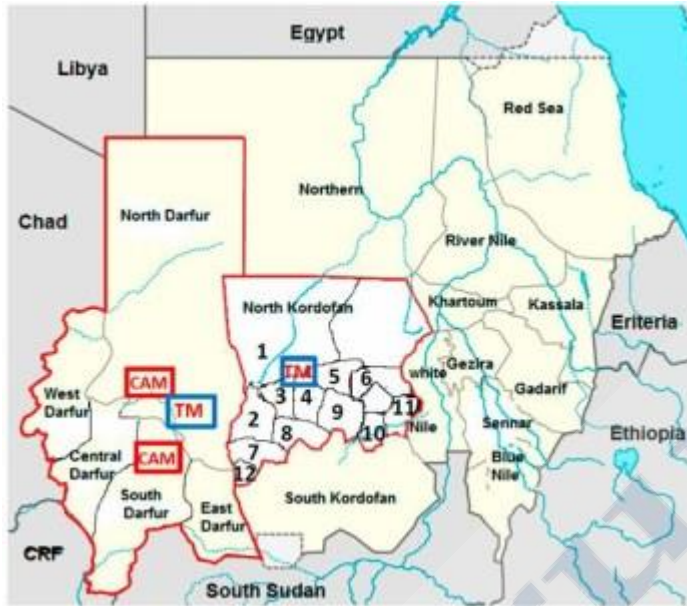 Egypt
Libya
Red Sea
Northern
Chad
North Darfur
River Nile
North Kordofan
Khartoum
Kassala
Eriteria
1
TM
5
6
white
Gezira
Gadarif
CAM
West
Darfur
TM
3
4
2
9
11
Nile
Sennar
8
10
Ethiopia
Central
Darfur
CAM
7
Blue
Nile
12
South
Darfur
East
Darfur
South Kordofan
CRF
South Sudan